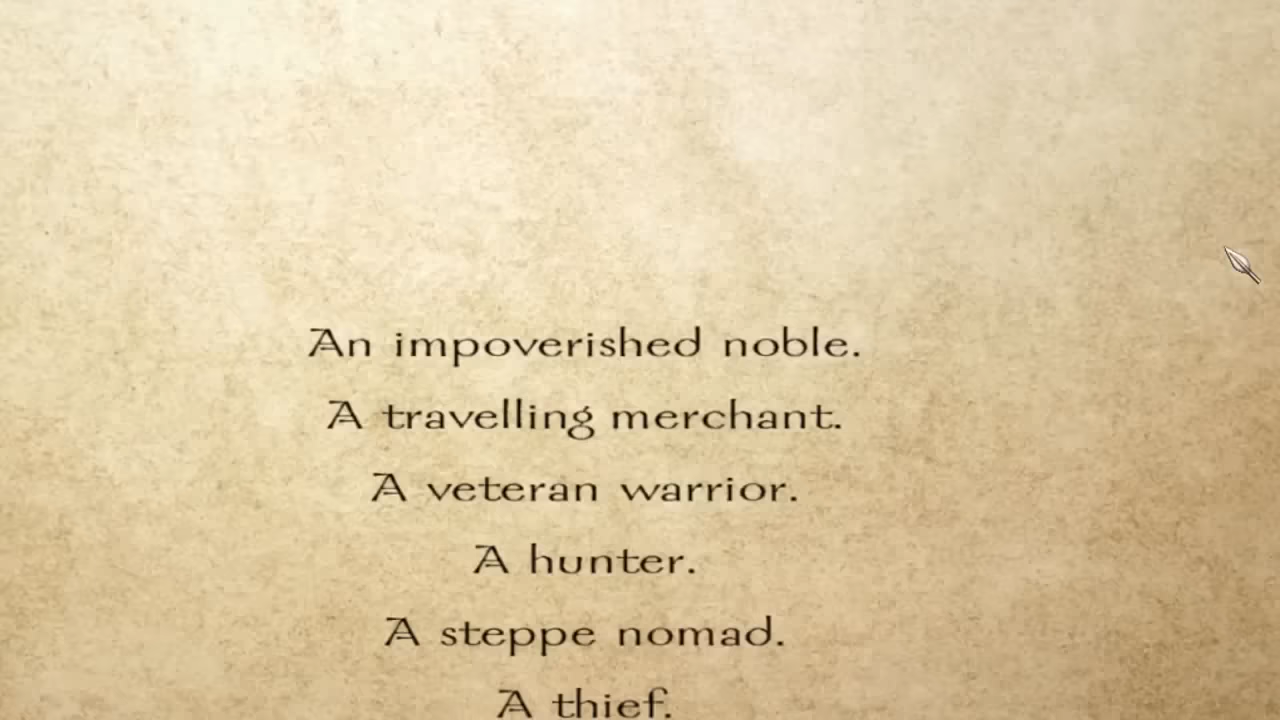 An impoverished noble.
A travelling merchant.
A veteran warrior.
A hunter.
A steppe nomad.
A thief.